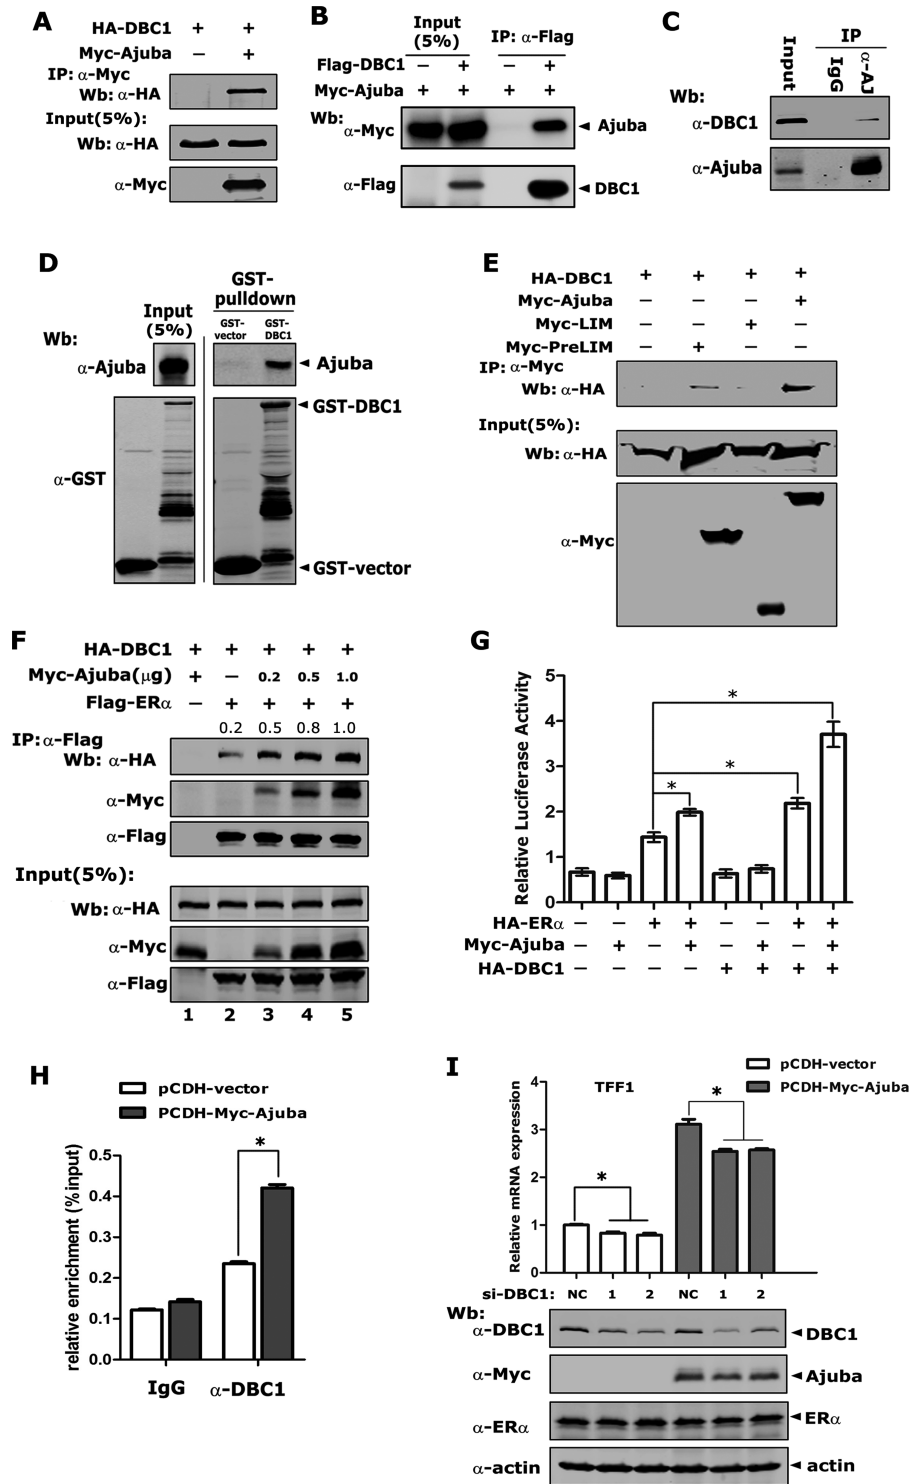 A
HA-DBC1 + +
Myc-Ajuba − +
IP: α-Myc
Wb: α-HA
Input(5%):
Wb: α-HA
α-Myc
B
Input (5%)
IP: α-Flag
Flag-DBC1 − + − +
Myc-Ajuba + + + +
Wb: α-Myc
Ajuba
α-Flag
DBC1
C
IP
Input IgG α-AJ
Wb:
α-DBC1
α-Ajuba
D
GST-pulldown
Input (5%)
GST-vector GST-DBC1
Wb:
α-Ajuba
Ajuba
GST-DBC1
α-GST
GST-vector
E
HA-DBC1 + + + +
Myc-Ajuba − − − +
Myc-LIM − − + −
Myc-PreLIM − + − −
IP: α-Myc
Wb: α-HA
Input(5%):
Wb: α-HA
α-Myc
F
HA-DBC1 + + + + +
Myc-Ajuba(μg) + − 0.2 0.5 1.0
Flag-ERα − + + + +
0.2 0.5 0.8 1.0
IP:α-Flag
Wb: α-HA
α-Myc
α-Flag
Input(5%):
Wb: α-HA
α-Myc
α-Flag
1 2 3 4 5
G
Relative Luciferase Activity
5
4
3
2
1
0
*
*
*
HA-ERα − − + + − − + +
Myc-Ajuba − + − + − + − +
HA-DBC1 − − − − + + + +
H
pCDH-vector
PCDH-Myc-Ajuba
relative enrichment (%input)
0.5
0.4
0.3
0.2
0.1
0.0
*
IgG α-DBC1
I
pCDH-vector
PCDH-Myc-Ajuba
TFF1
Relative mRNA expression
4
3
2
1
0
*
*
si-DBC1: NC 1 2 NC 1 2
Wb:
α-DBC1
DBC1
α-Myc
Ajuba
α-ERα
ERα
α-actin
actin